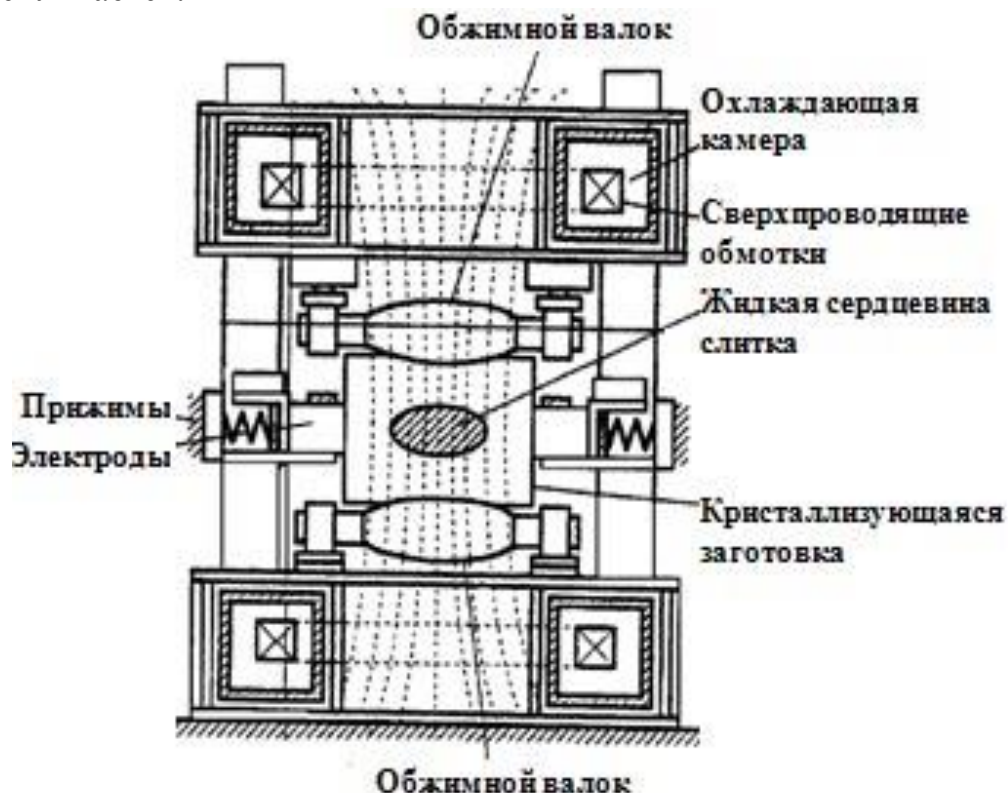 Обжимной валок
Охлаждающая
камера
Сверхпроводящие
обмотки
Жидкая сердцевина
слитка
Прижимы
Электроды
Кристаллизующаяся
заготовка
Обжимной валок